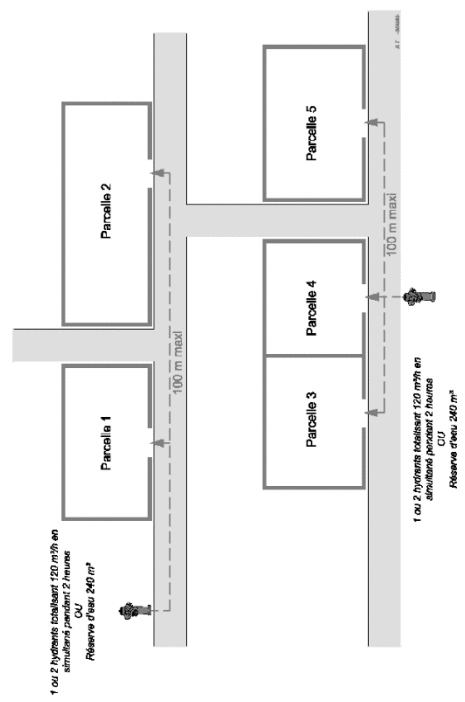 Parcelle 1
Parcelle 2
100 m maxi
1 ou 2 hydrants totalisant 120 m³/h en
simultané pendant 2 heures
OU
Réserve d'eau 240 m³
Parcelle 3
Parcelle 4
Parcelle 5
100 m maxi
1 ou 2 hydrants totalisant 120 m³/h en
simultané pendant 2 heures
OU
Réserve d'eau 240 m³